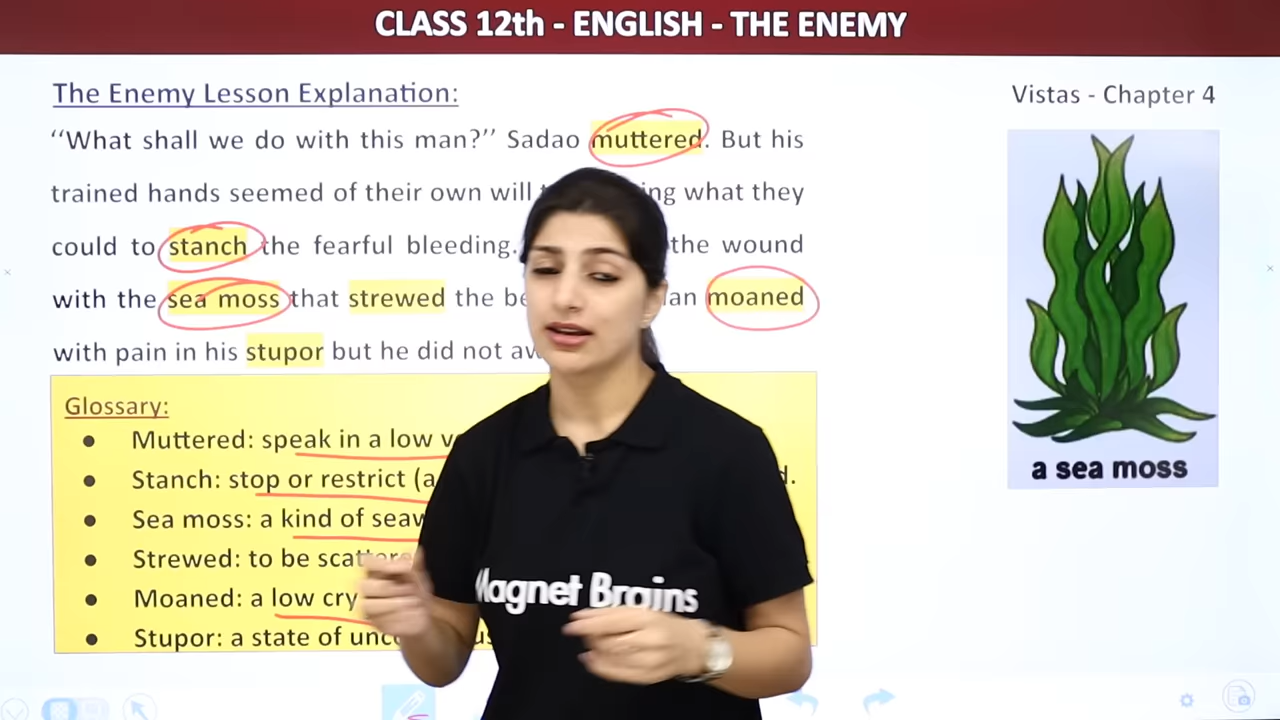 CLASS 12th - ENGLISH - THE ENEMY
The Enemy Lesson Explanation:
Vistas - Chapter 4
“What shall we do with this man?” Sadao muttered. But his
trained hands seemed of their own will what they
could to stanch the fearful bleeding. the wound
with the sea moss that strewed the moaned
with pain in his stupor but he did not
Glossary:
Muttered: speak in a low
Stanch: stop or restrict
Sea moss: a kind of
Strewed: to be
Moaned: a low cry
Stupor: a state of
a sea moss
Magnet Brains